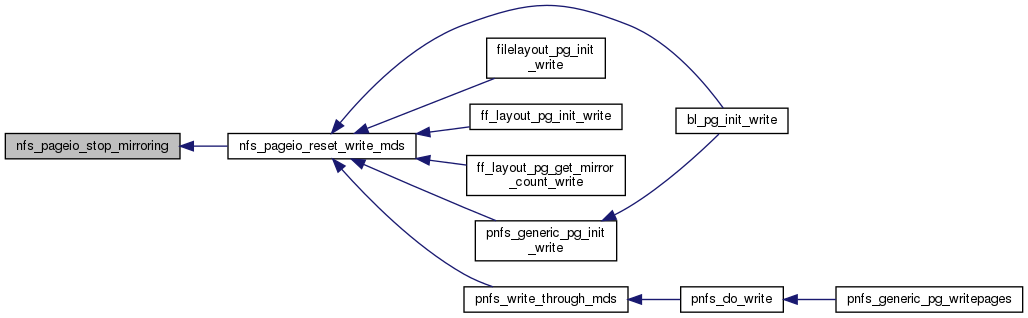 nfs_pageio_stop_mirroring
nfs_pageio_reset_write_mds
filelayout_pg_init
_write
ff_layout_pg_init_write
ff_layout_pg_get_mirror
_count_write
pnfs_generic_pg_init
_write
bl_pg_init_write
pnfs_write_through_mds
pnfs_do_write
pnfs_generic_pg_writepages